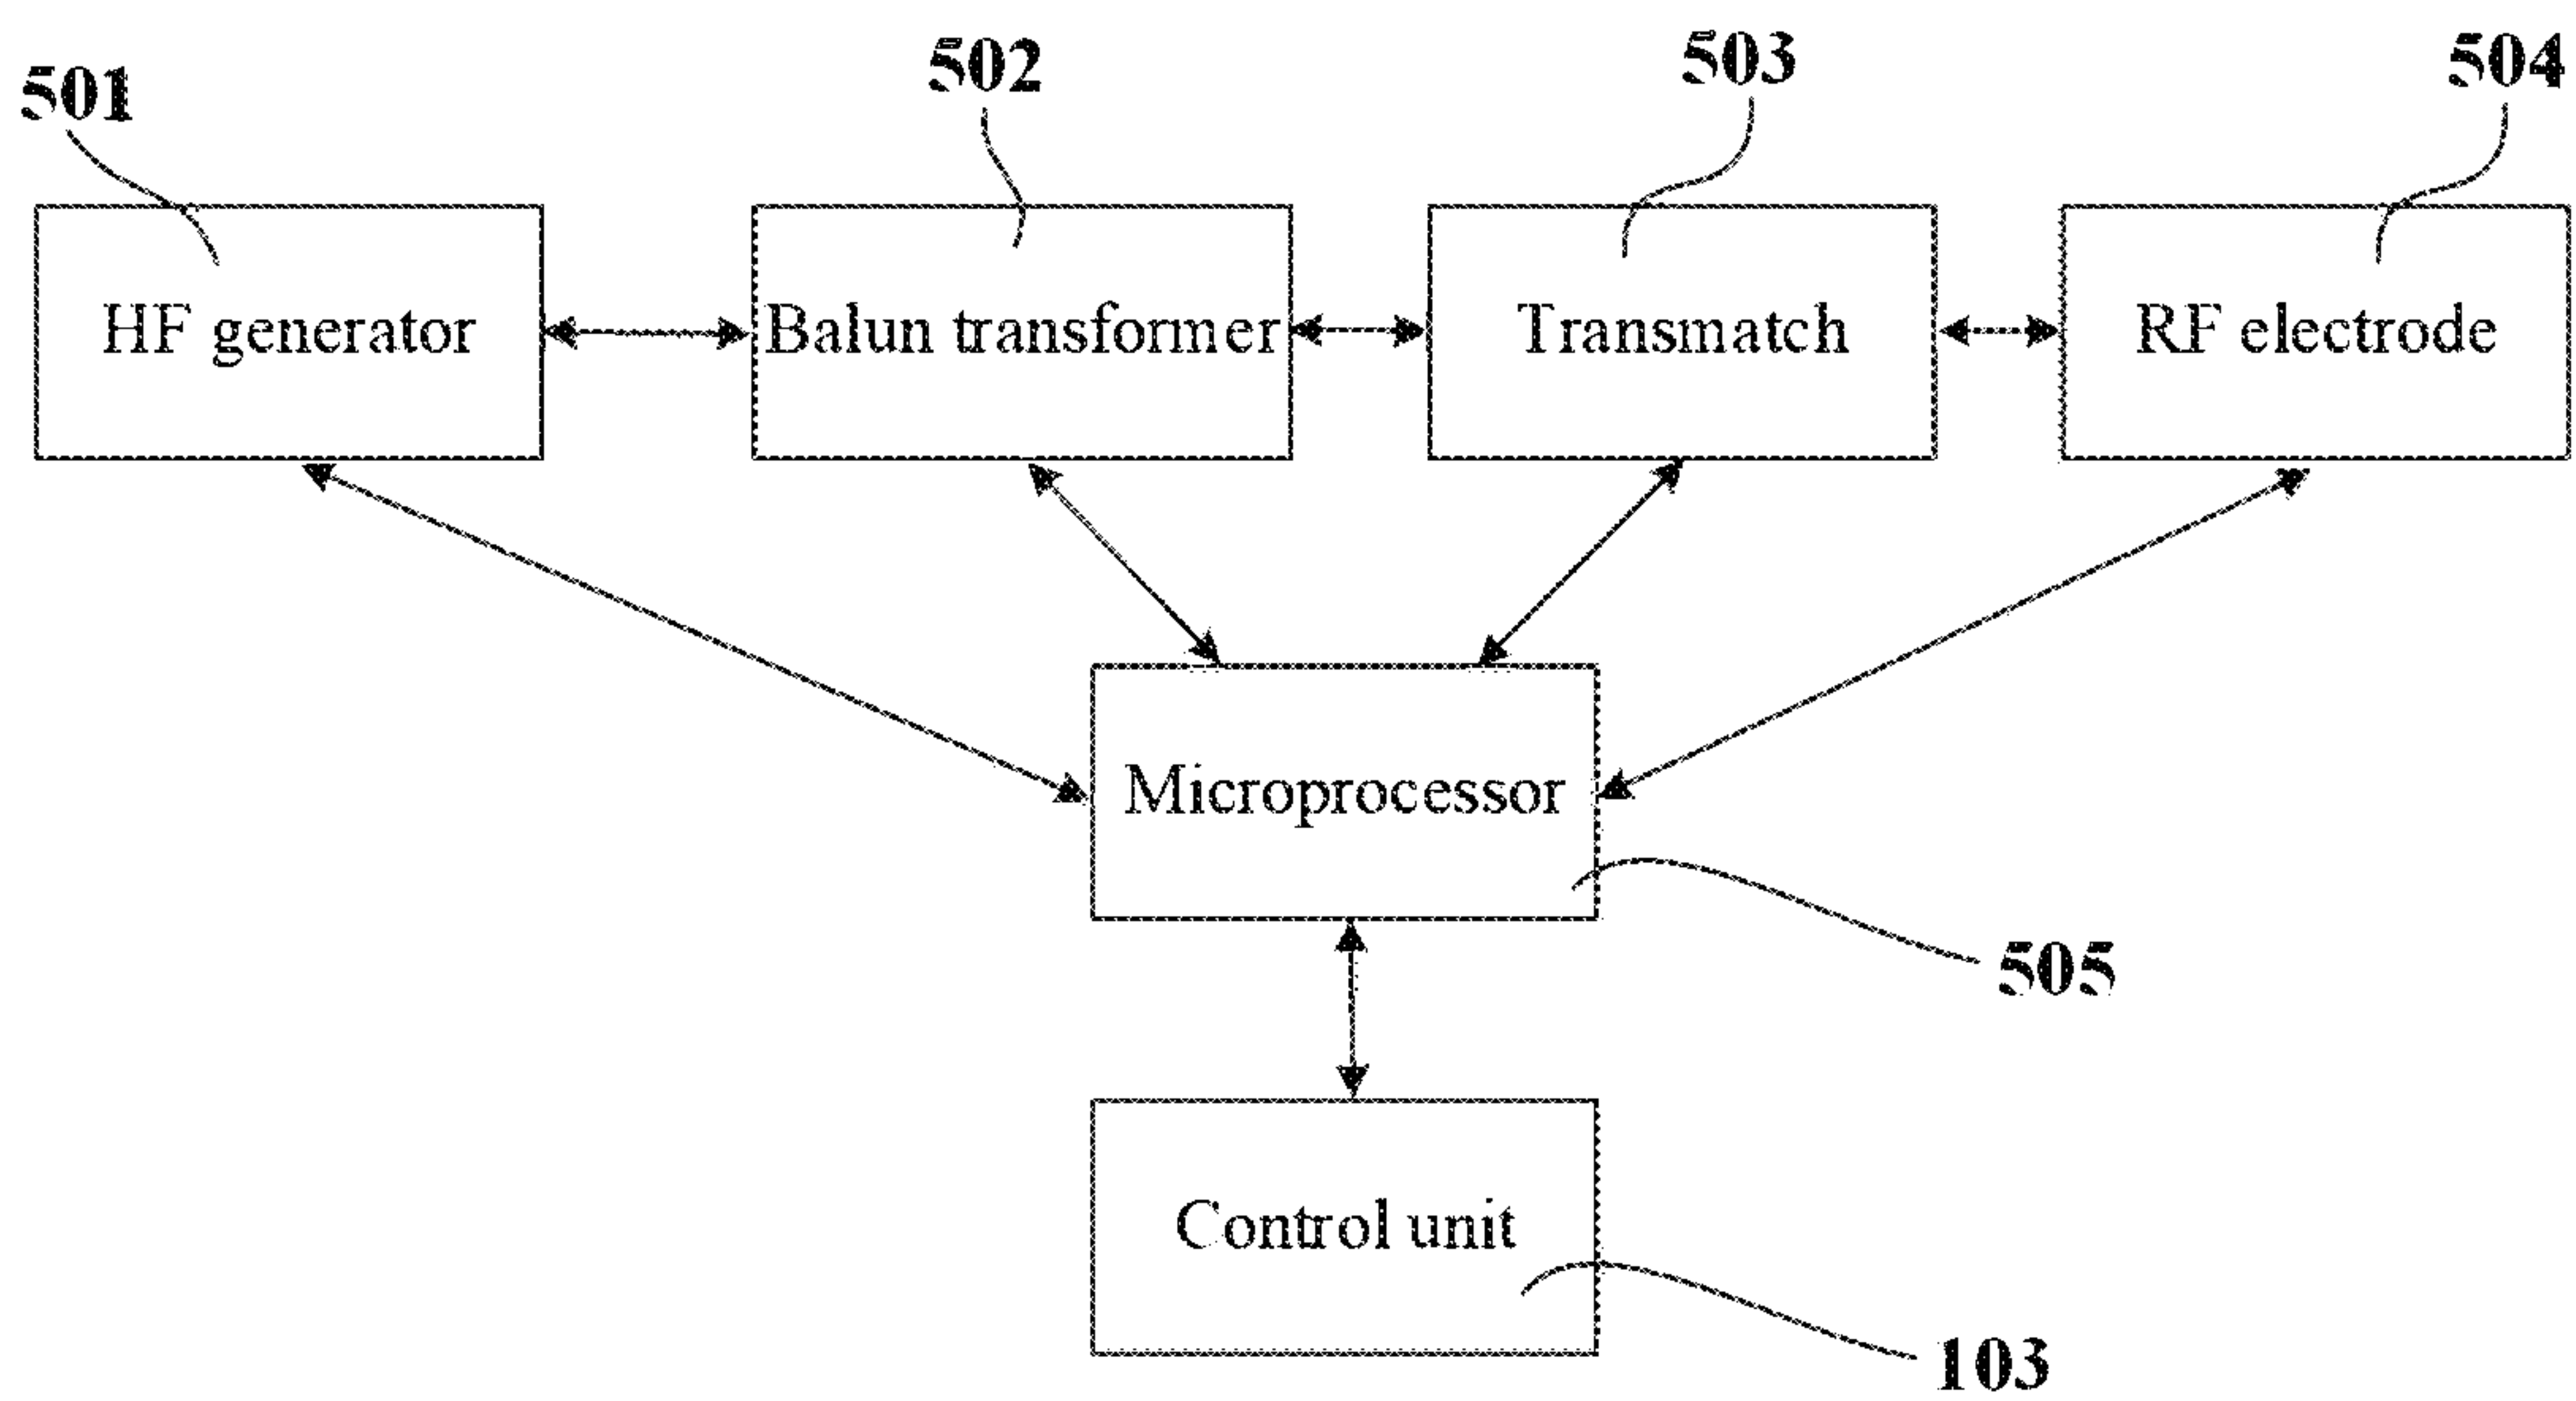 501
502
503
504
HF generator
Balun transformer
Transmatch
RF electrode
Microprocessor
505
Control unit
103